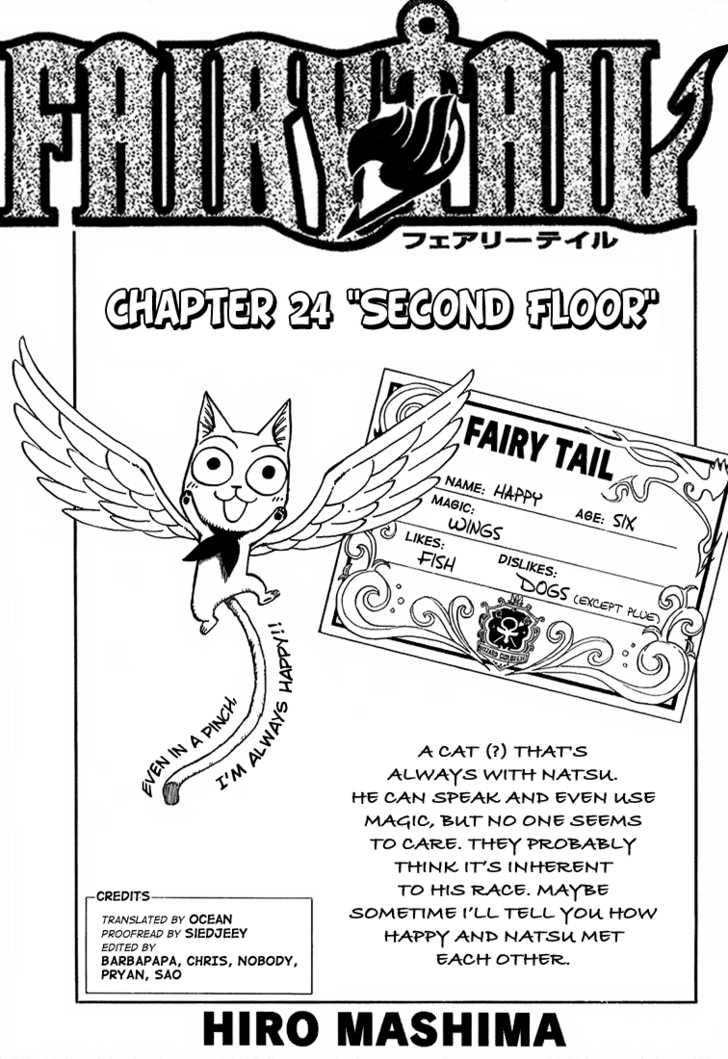 FAIRY TAIL
フェアリーテイル
CHAPTER 24 "SECOND FLOOR"
FAIRY TAIL
NAME: HAPPY AGE: SIX
MAGIC:
WINGS
LIKES: DISLIKES:
FISH DOGS (EXCEPT PLUE)
EVEN IN A PINCH,
I'M ALWAYS HAPPY!!
A CAT (?) THAT'S
ALWAYS WITH NATSU.
HE CAN SPEAK AND EVEN USE
MAGIC, BUT NO ONE SEEMS
TO CARE. THEY PROBABLY
THINK IT'S INHERENT
TO HIS RACE. MAYBE
SOMETIME I'LL TELL YOU HOW
HAPPY AND NATSU MET
EACH OTHER.
CREDITS
TRANSLATED BY OCEAN
PROOFREAD BY SIEDJEEY
EDITED BY
BARBAPAPA, CHRIS, NOBODY,
PRYAN, SAO
HIRO MASHIMA